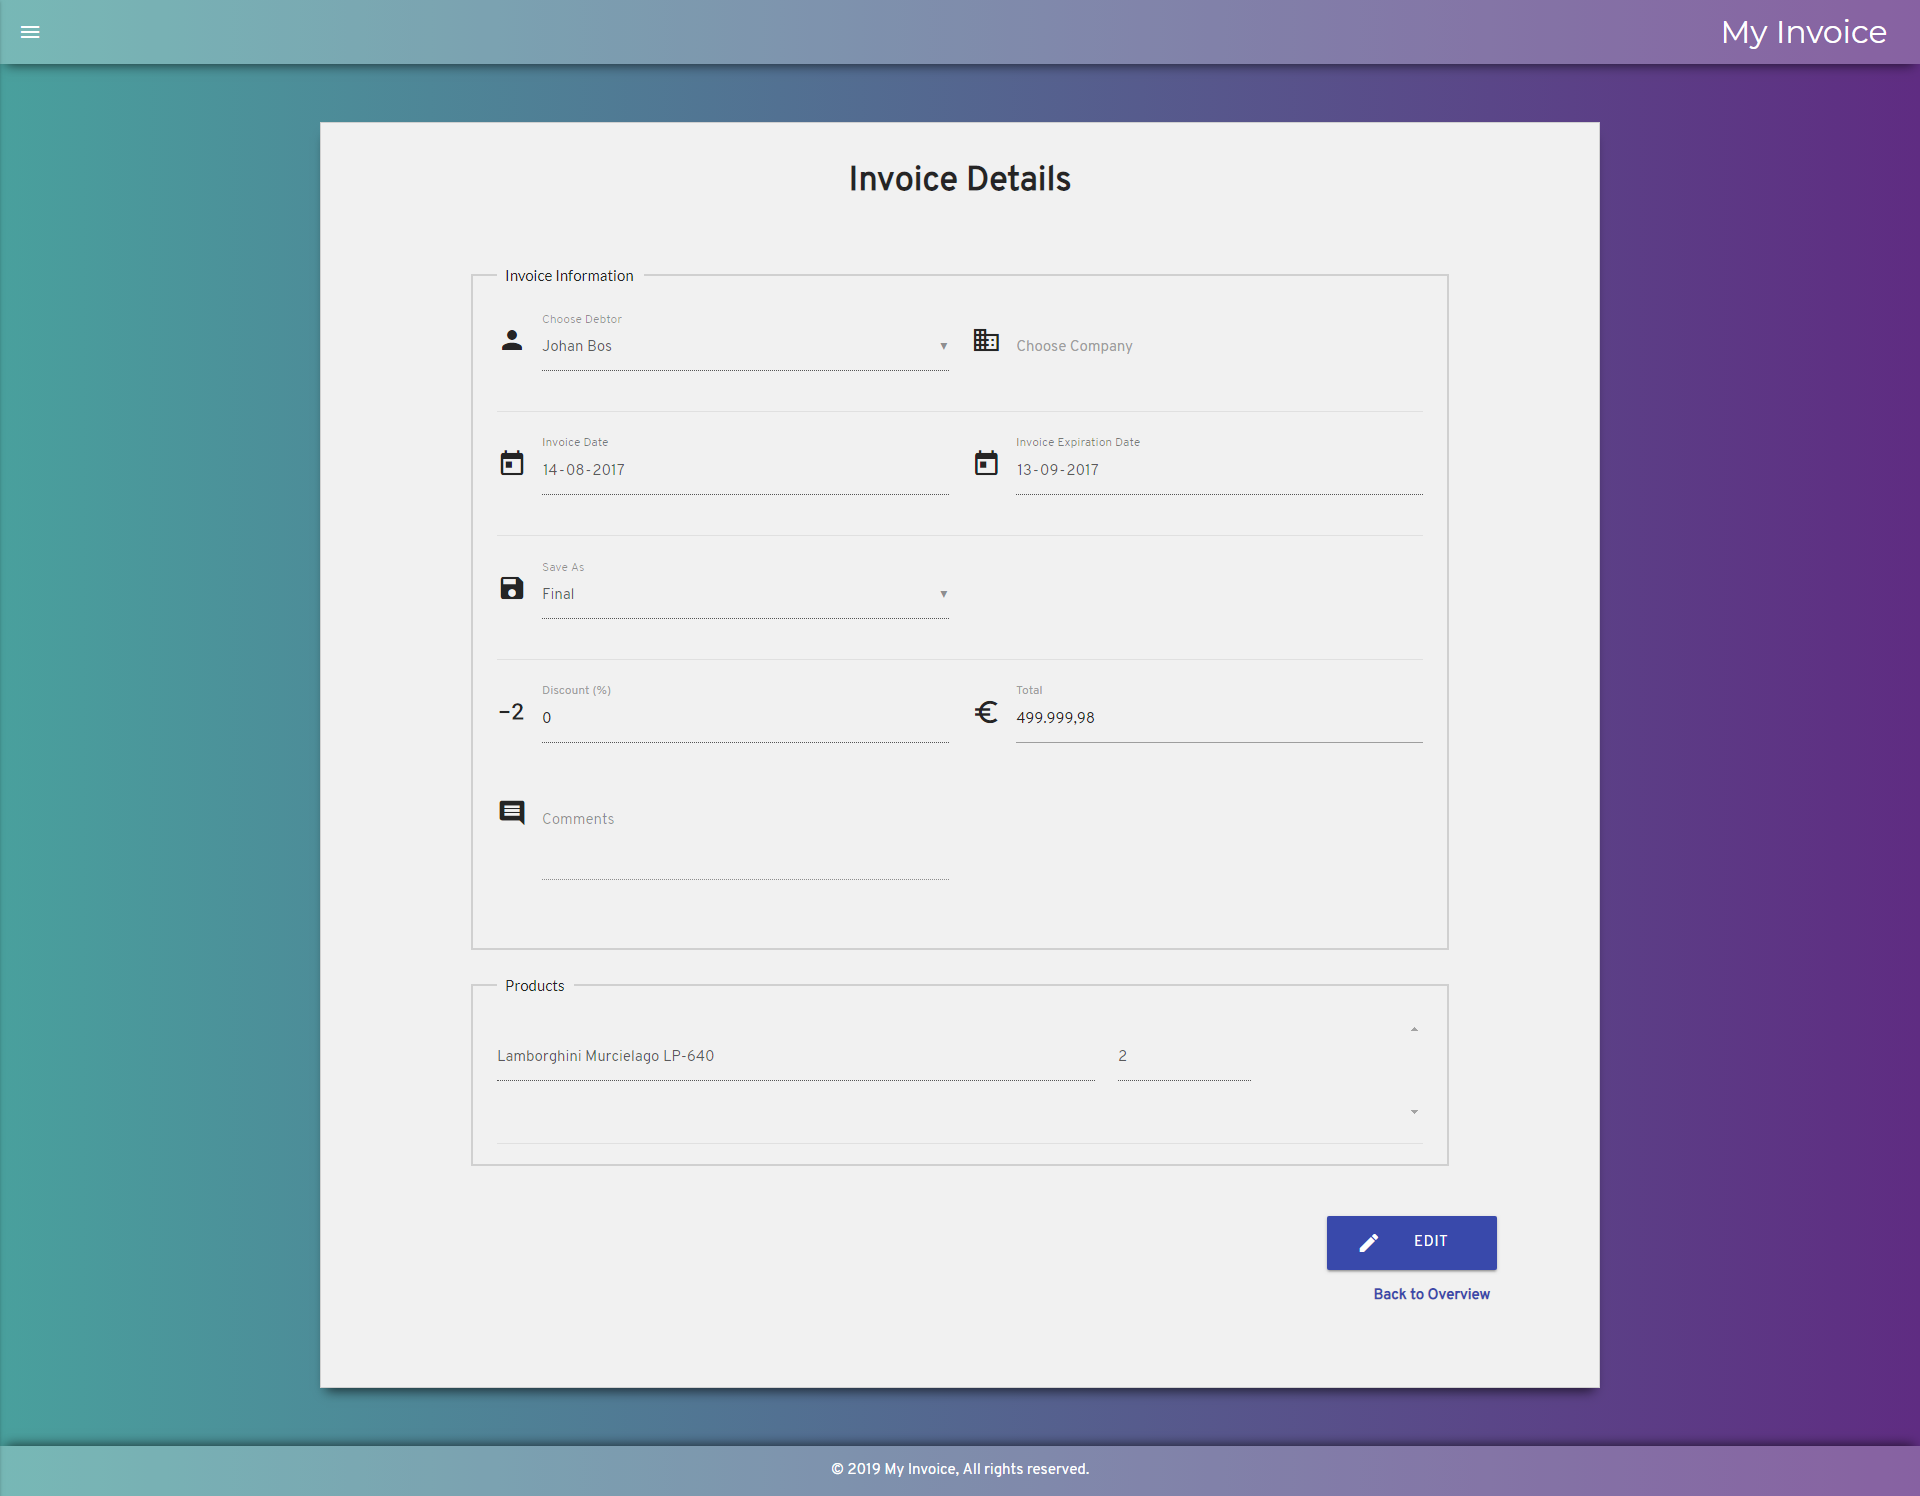 My Invoice
Invoice Details
Invoice Information
Choose Debtor
Johan Bos
Choose Company
Invoice Date
14-08-2017
Invoice Expiration Date
13-09-2017
Save As
Final
Discount (%)
-2
0
Total
€
499.999,98
Comments
Products
Lamborghini Murcielago LP-640
2
EDIT
Back to Overview
© 2019 My Invoice, All rights reserved.